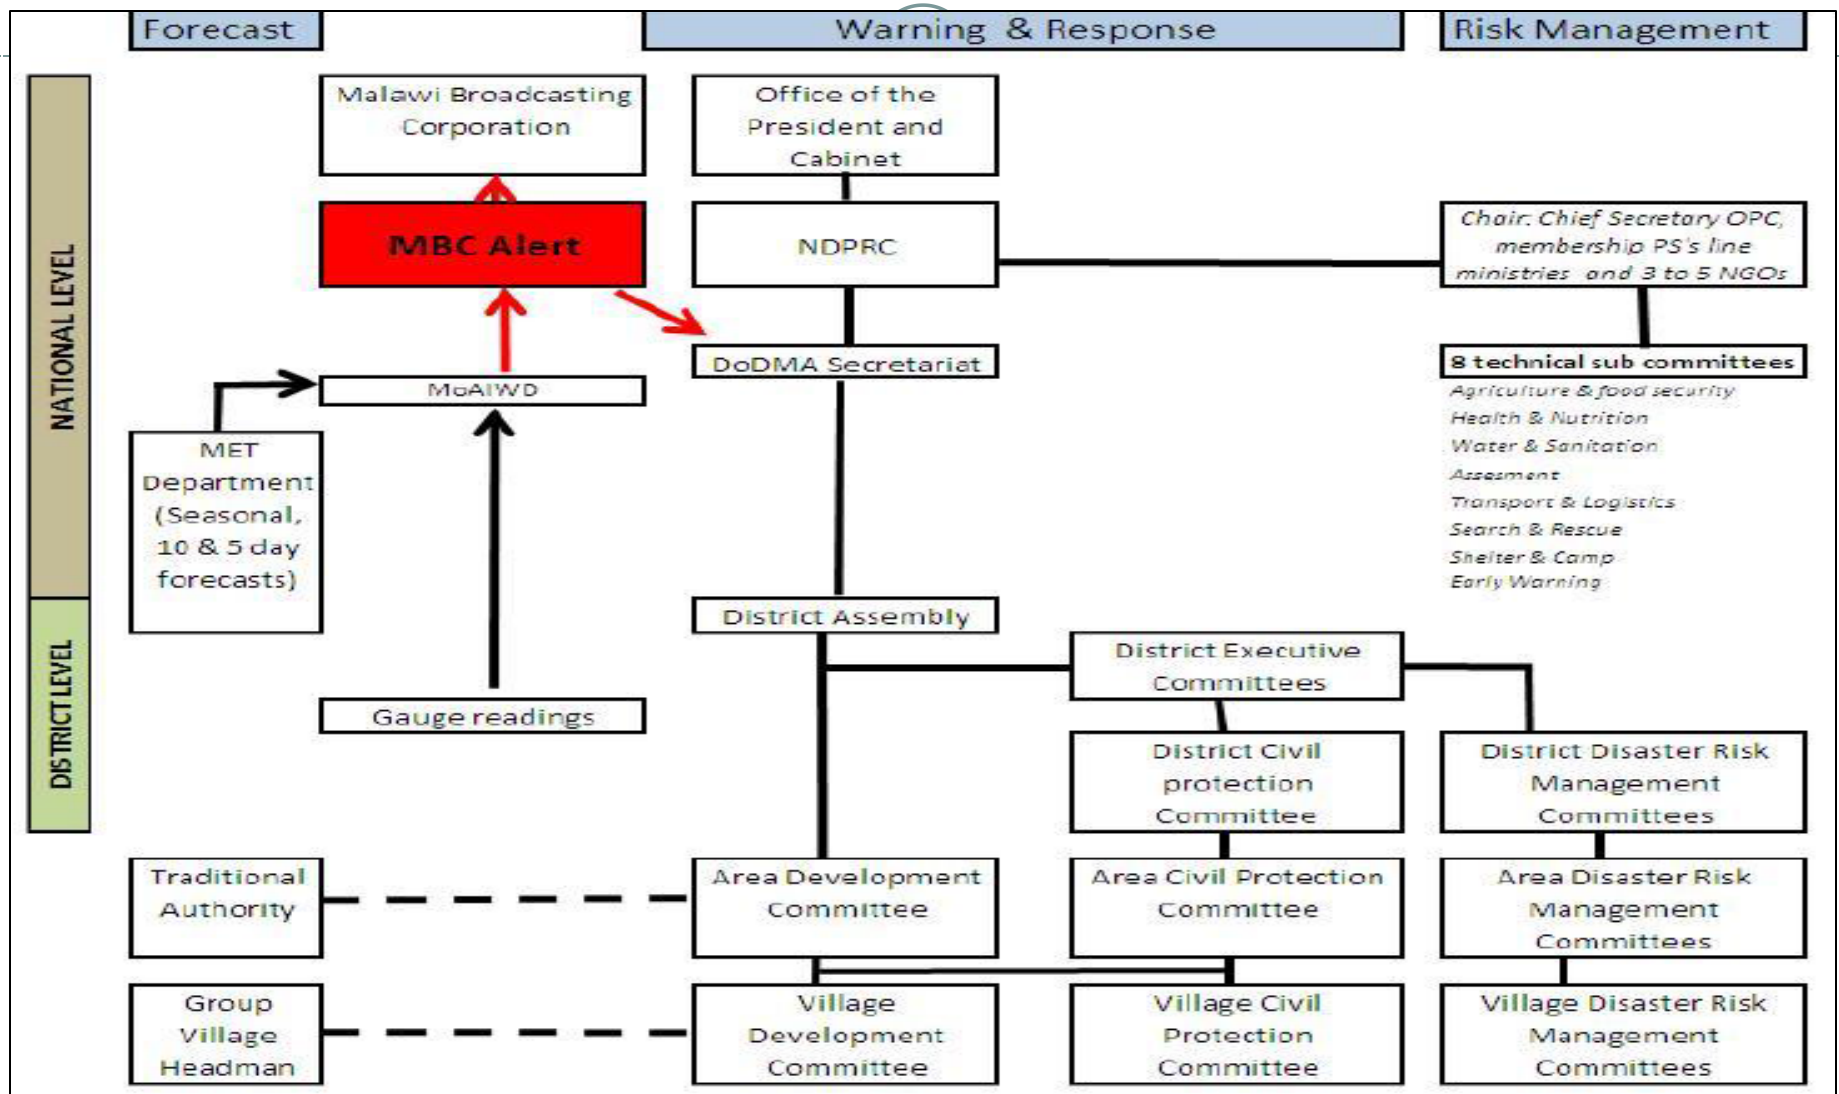 Forecast
Warning & Response
Risk Management
NATIONAL LEVEL
Malawi Broadcasting
Corporation
Office of the
President and
Cabinet
MBC Alert
NDPRC
Chair: Chief Secretary OPC,
membership PS's line
ministries and 3 to 5 NGOs
DoDMA Secretariat
8 technical sub committees
Agriculture & food security
Health & Nutrition
Water & Sanitation
Assesment
Transport & Logistics
Search & Rescue
Shelter & Camp
Early Warning
MoAIWD
MET
Department
(Seasonal,
10 & 5 day
forecasts)
DISTRICT LEVEL
District Assembly
District Executive
Committees
Gauge readings
District Civil
protection
Committee
District Disaster Risk
Management
Committees
Traditional
Authority
Area Development
Committee
Area Civil Protection
Committee
Area Disaster Risk
Management
Committees
Group
Village
Headman
Village
Development
Committee
Village Civil
Protection
Committee
Village Disaster Risk
Management
Committees